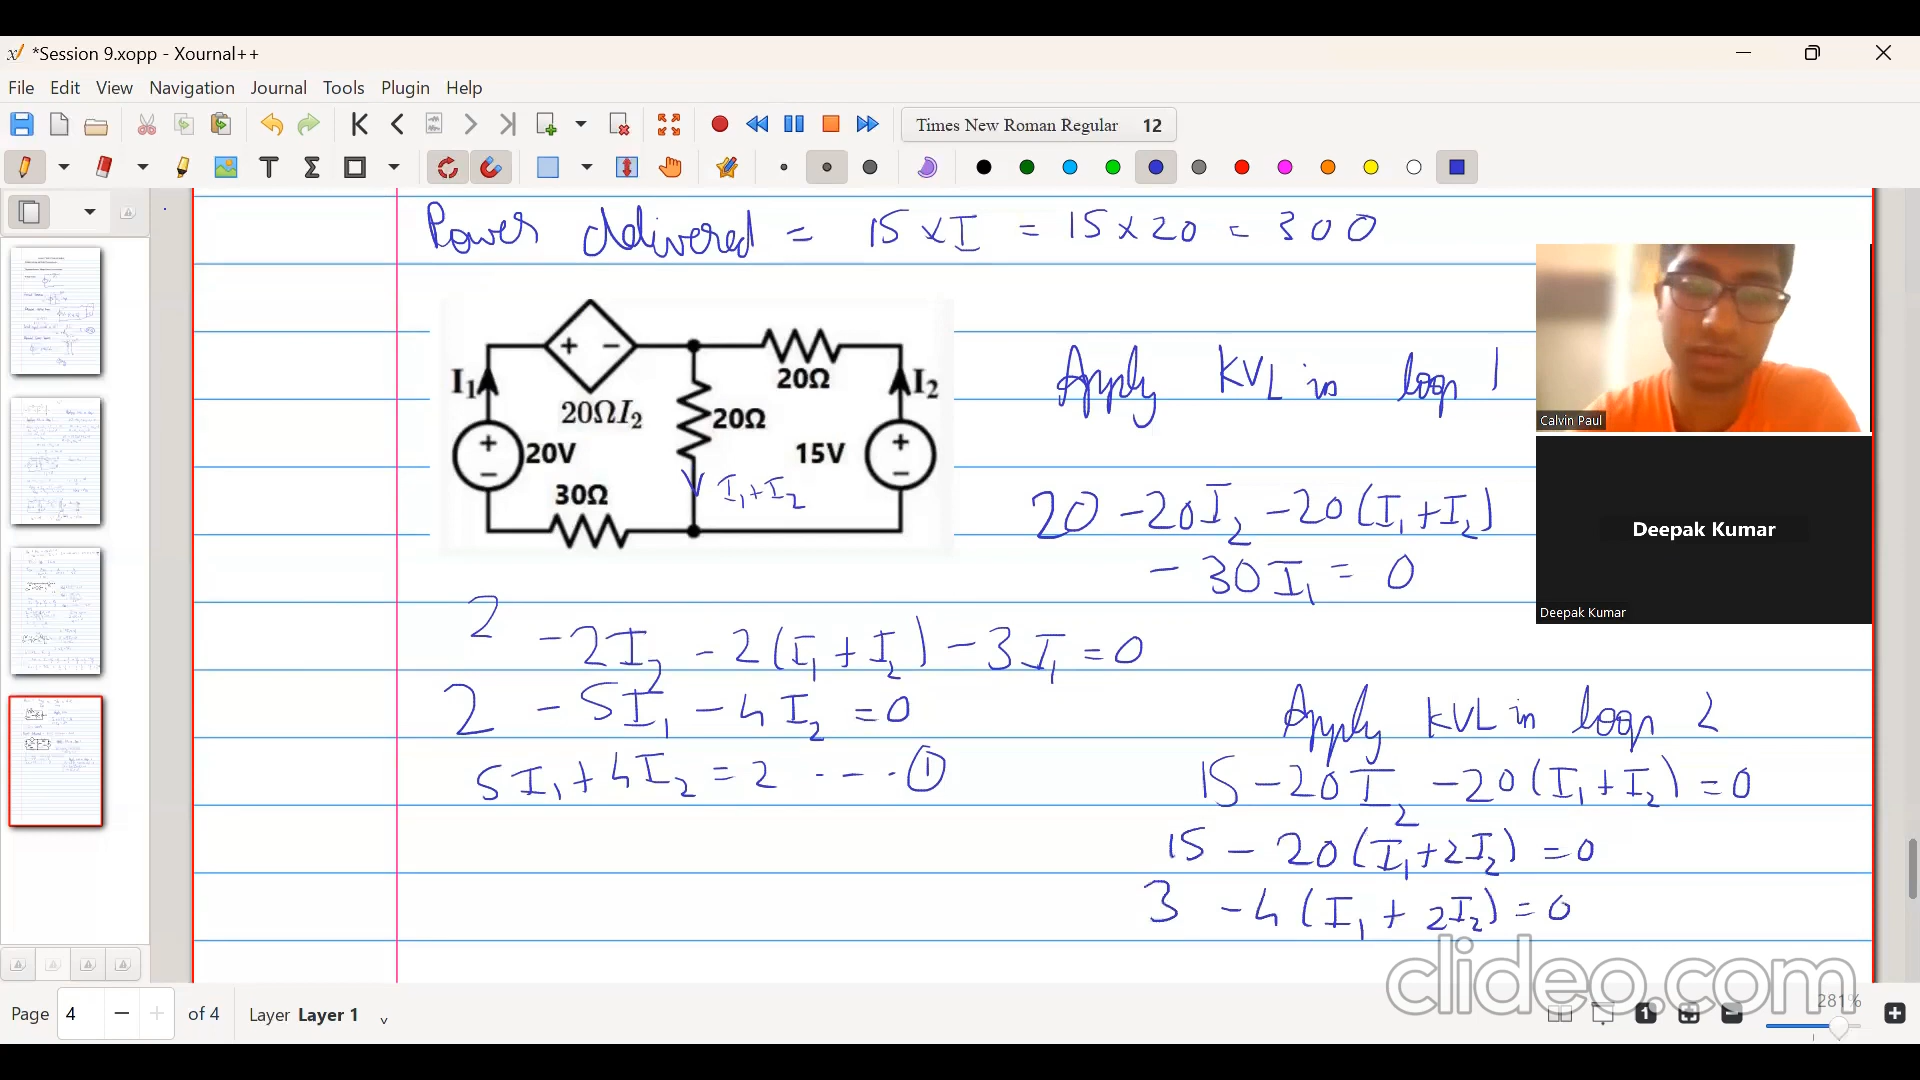 *Session 9.xopp - Xournal++
File Edit View Navigation Journal Tools Plugin Help
Times New Roman Regular 12
Power delivered = 15 × I = 15 × 20 = 300
I₁
+ −
20Ω
I₂
20ΩI₂
20Ω
+
−
20V
15V
+
−
30Ω
I₁+I₂
Apply KVL in loop 1
20 −20I₂ −20(I₁+I₂)
− 30I₁ = 0
2 −2I₂ −2(I₁+I₂) −3I₁ = 0
2 −5I₁ −4I₂ = 0
5I₁+4I₂ = 2 ---- ①
Apply KVL in loop 2
15 −20I₂ −20(I₁+I₂) = 0
15 − 20(I₁+2I₂) = 0
3 −4(I₁+2I₂) = 0
Calvin Paul
Deepak Kumar
Deepak Kumar
clideo.com
Page 4 of 4 Layer Layer 1
281%